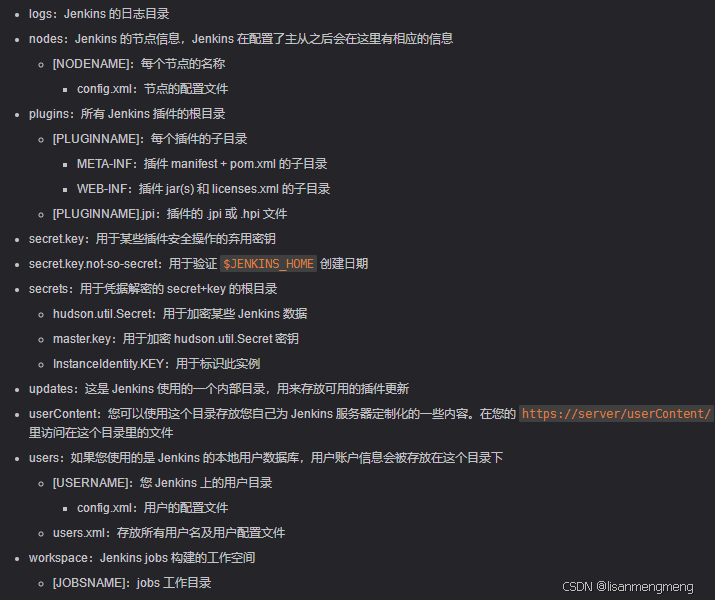 logs：Jenkins 的日志目录
nodes：Jenkins 的节点信息，Jenkins 在配置了主从之后会在这里有相应的信息
[NODENAME]：每个节点的名称
config.xml：节点的配置文件
plugins：所有 Jenkins 插件的根目录
[PLUGINNAME]：每个插件的子目录
META-INF：插件 manifest + pom.xml 的子目录
WEB-INF：插件 jar(s) 和 licenses.xml 的子目录
[PLUGINNAME].jpi：插件的 .jpi 或 .hpi 文件
secret.key：用于某些插件安全操作的弃用密钥
secret.key.not-so-secret：用于验证 $JENKINS_HOME 创建日期
secrets：用于凭据解密的 secret+key 的根目录
hudson.util.Secret：用于加密某些 Jenkins 数据
master.key：用于加密 hudson.util.Secret 密钥
InstanceIdentity.KEY：用于标识此实例
updates：这是 Jenkins 使用的一个内部目录，用来存放可用的插件更新
userContent：您可以使用这个目录存放您自己为 Jenkins 服务器定制化的一些内容。在您的 https://server/userContent/
里访问在这个目录里的文件
users：如果您使用的是 Jenkins 的本地用户数据库，用户账户信息会被存放在这个目录下
[USERNAME]：您 Jenkins 上的用户目录
config.xml：用户的配置文件
users.xml：存放所有用户名及用户配置文件
workspace：Jenkins jobs 构建的工作空间
[JOBSNAME]：jobs 工作目录
CSDN @lisanmengmeng